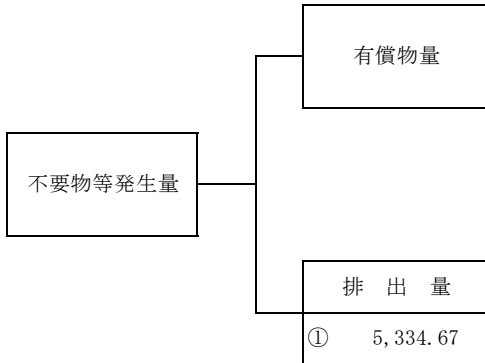 有償物量
不要物等発生量
排 出 量
① 5,334.67